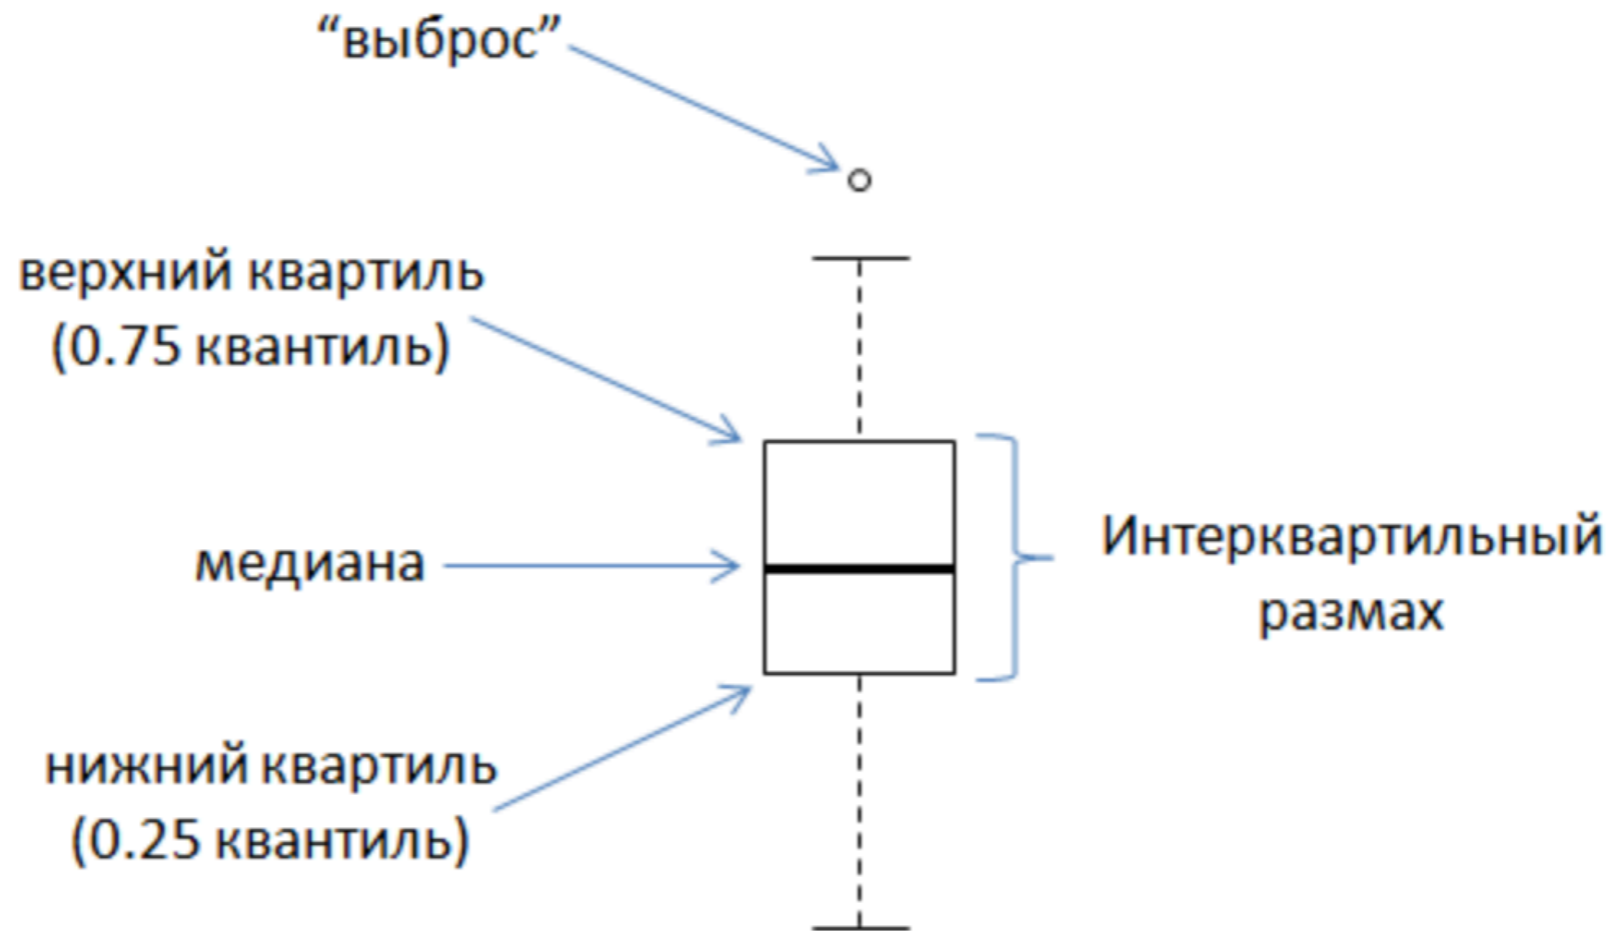 “выброс”
верхний квартиль
(0.75 квантиль)
медиана
Интерквартильный
размах
нижний квартиль
(0.25 квантиль)